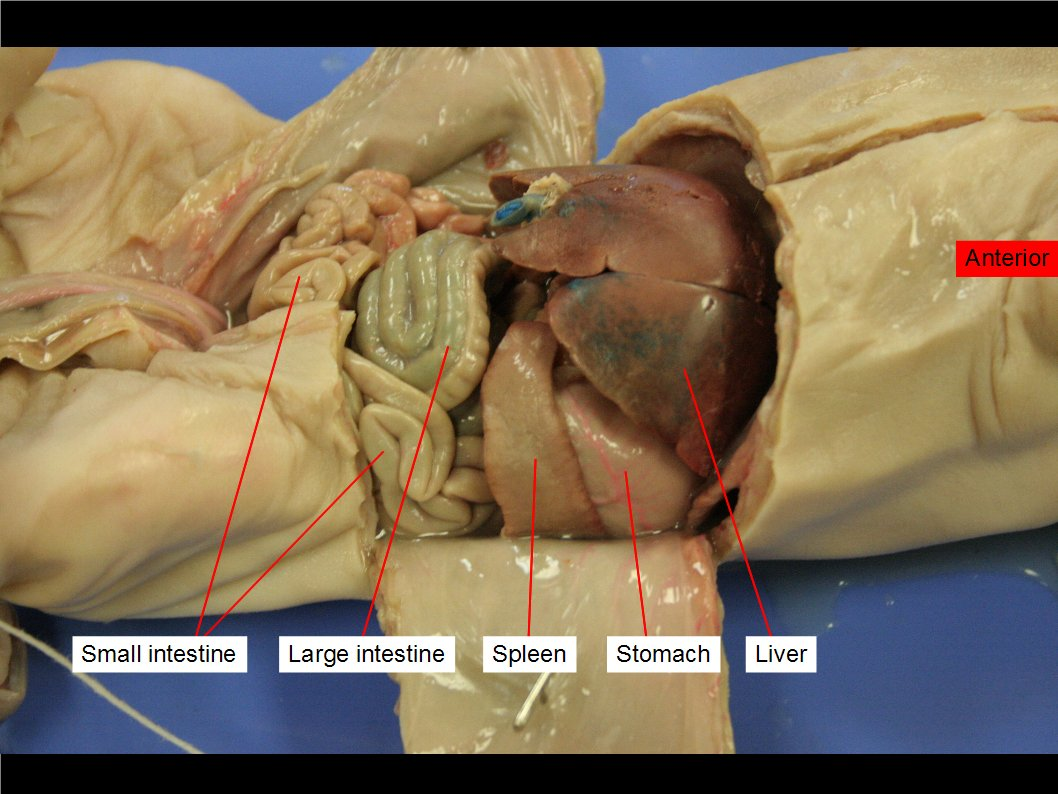 Anterior
Small intestine
Large intestine
Spleen
Stomach
Liver